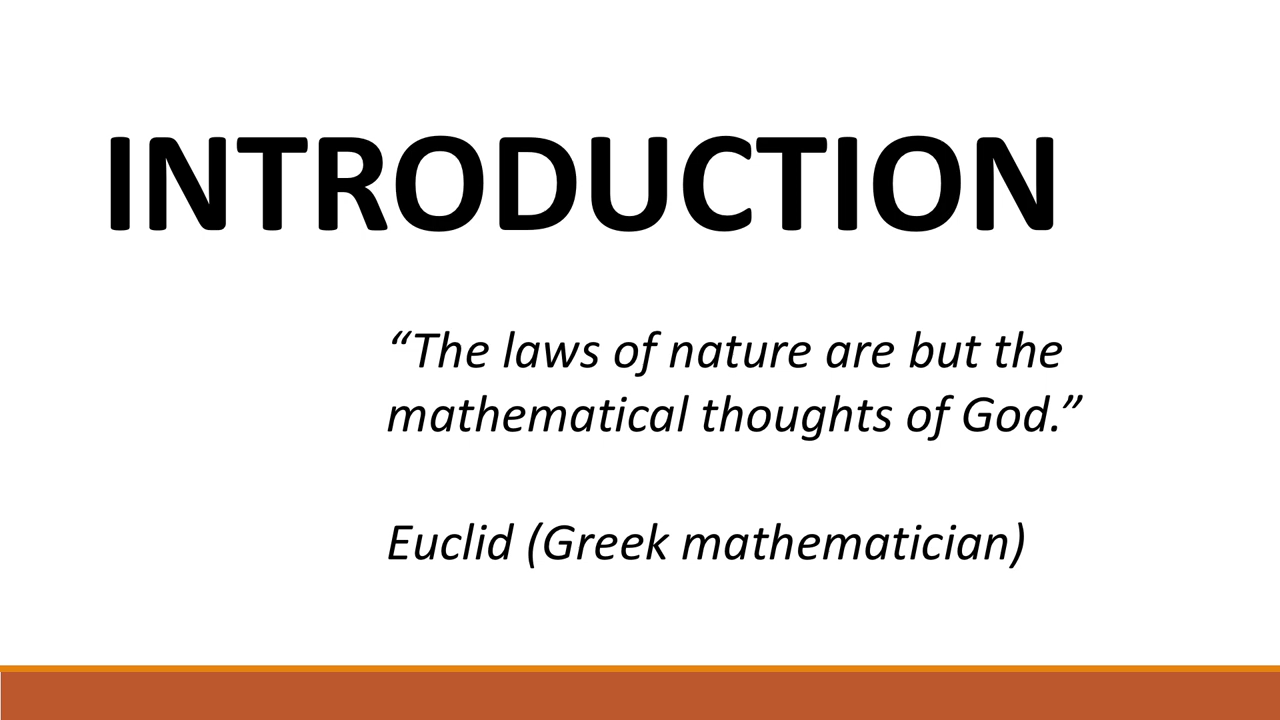 INTRODUCTION
“The laws of nature are but the
mathematical thoughts of God.”
Euclid (Greek mathematician)